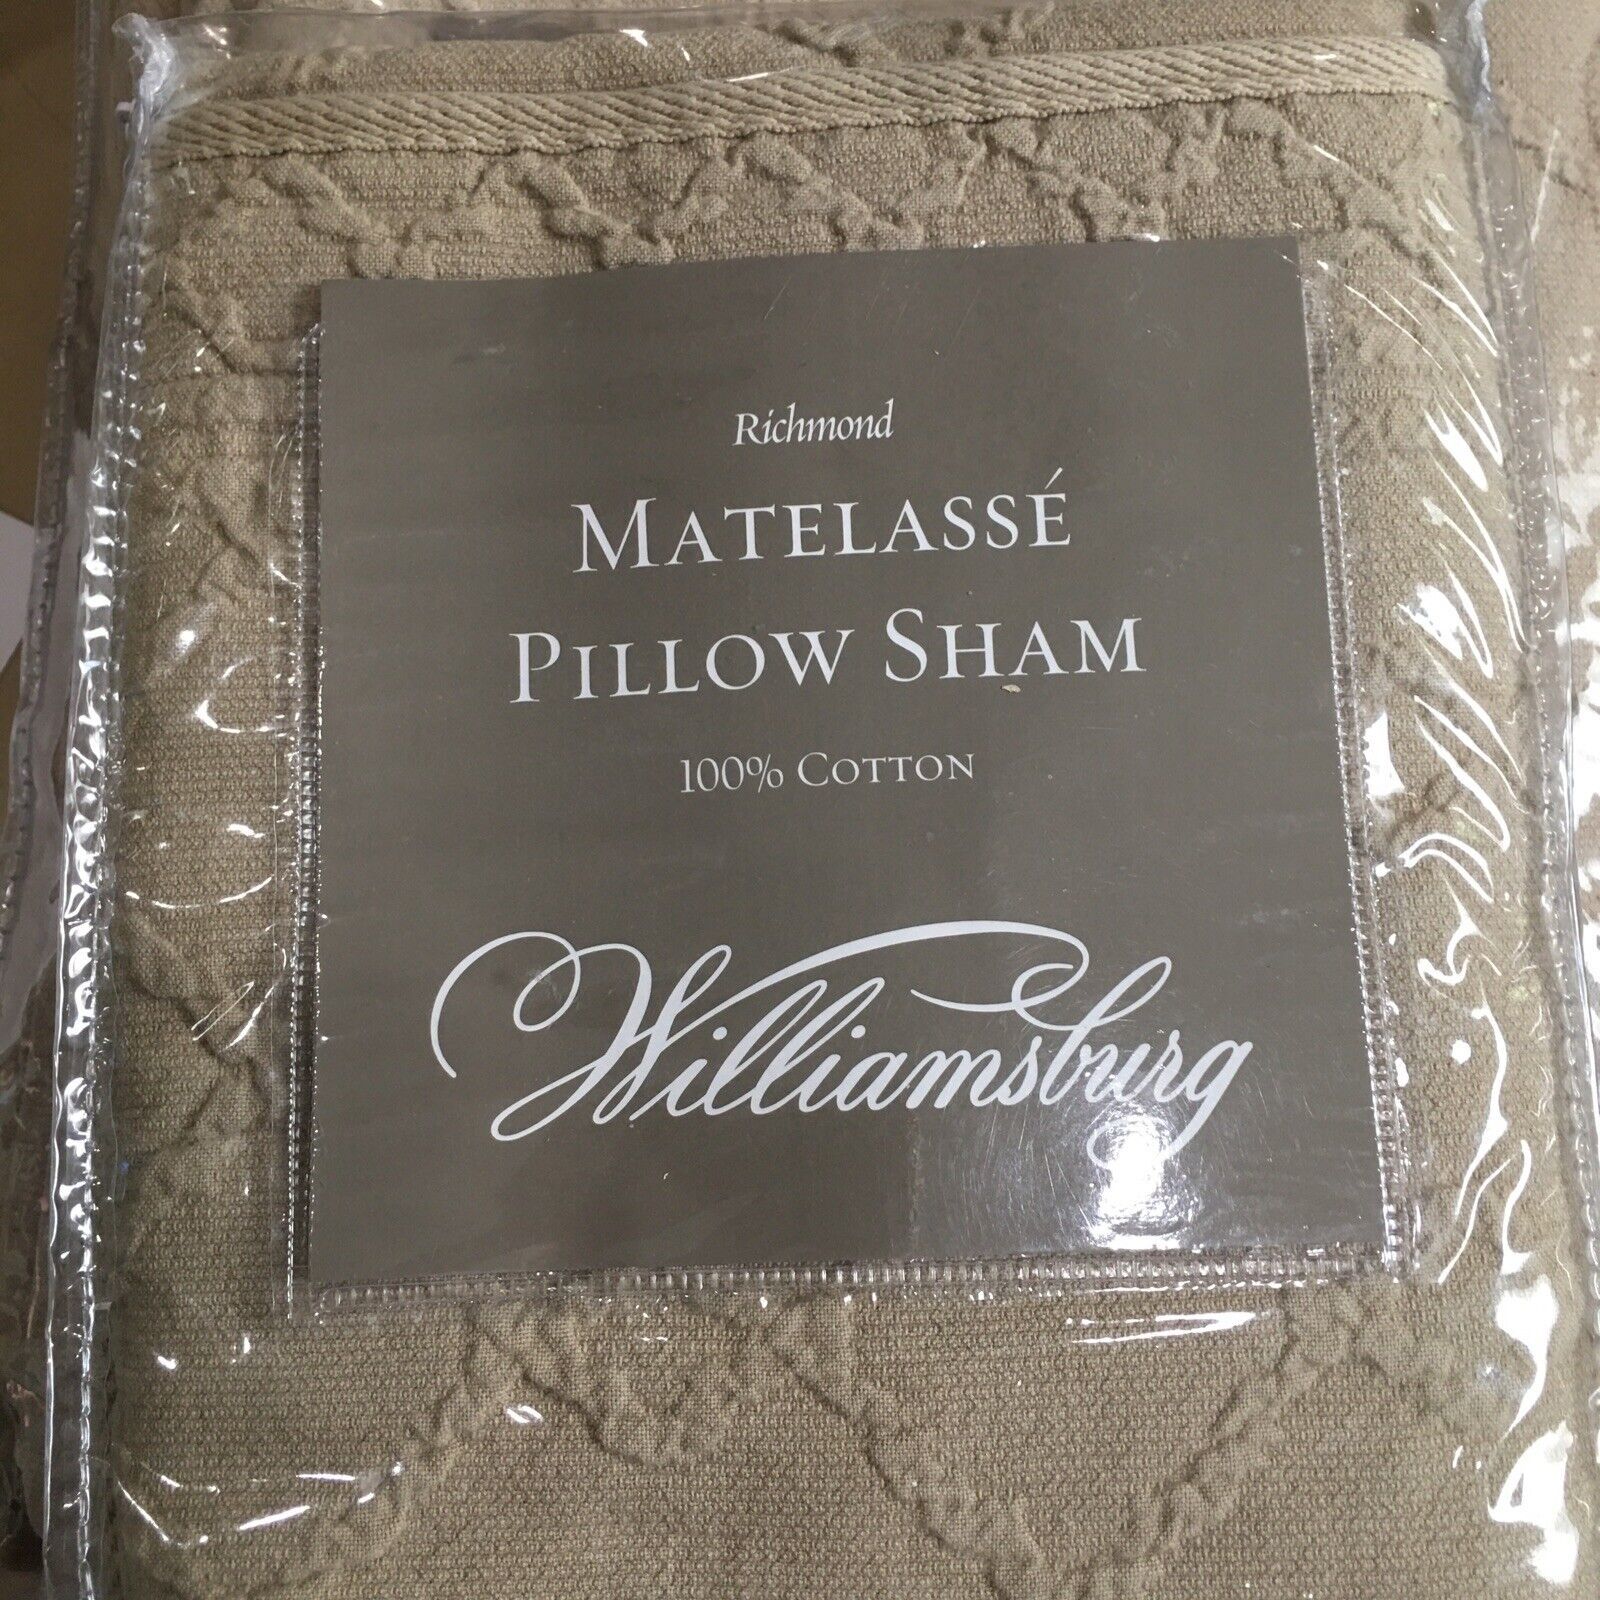 Richmond
MATELASSÉ
PILLOW SHAM
100% COTTON
Williamsburg